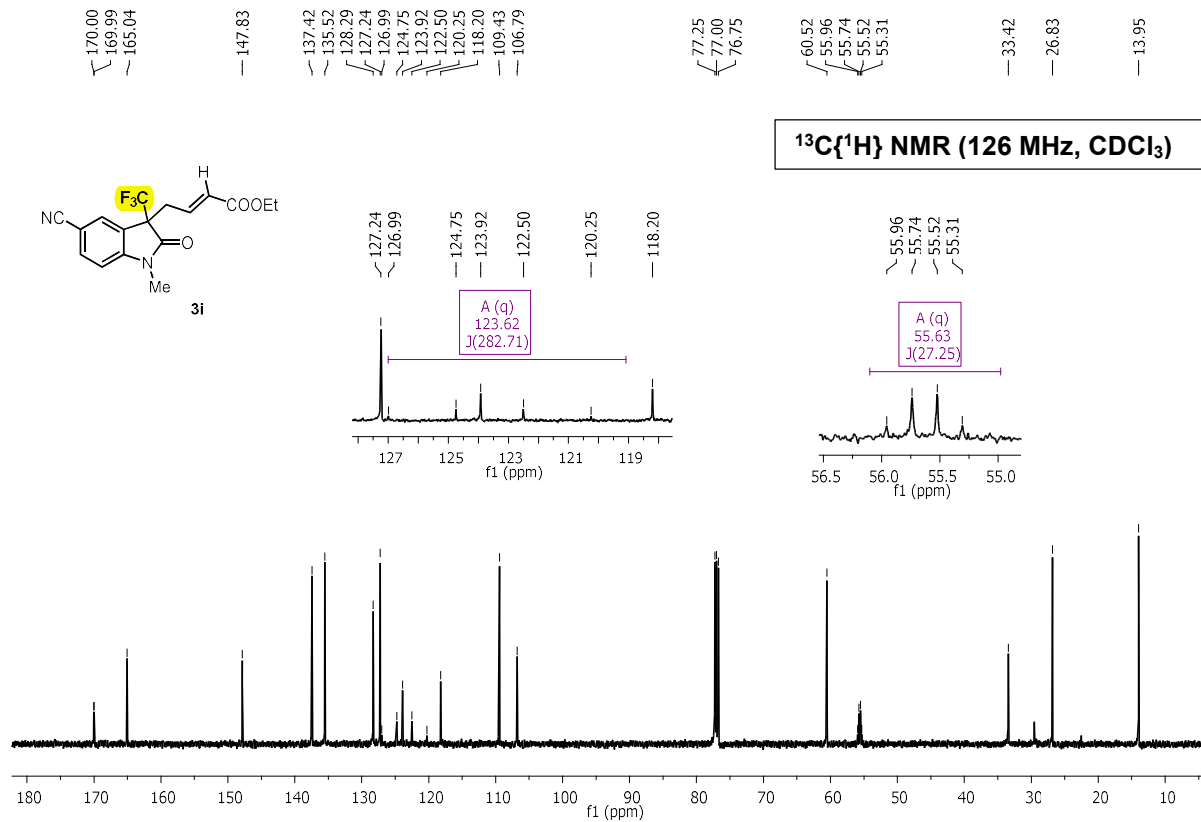 170.00
169.99
165.04
147.83
137.42
135.52
128.29
127.24
126.99
124.75
123.92
122.50
120.25
118.20
109.43
106.79
77.25
77.00
76.75
60.52
55.96
55.74
55.52
55.31
33.42
26.83
13.95
¹³C{¹H} NMR (126 MHz, CDCl₃)
H
F₃C
COOEt
NC
O
N
Me
3i
127.24
126.99
124.75
123.92
122.50
120.25
118.20
A (q)
123.62
J(282.71)
127 125 123 121 119
f1 (ppm)
55.96
55.74
55.52
55.31
A (q)
55.63
J(27.25)
56.5 56.0 55.5 55.0
f1 (ppm)
180 170 160 150 140 130 120 110 100 90 80 70 60 50 40 30 20 10
f1 (ppm)